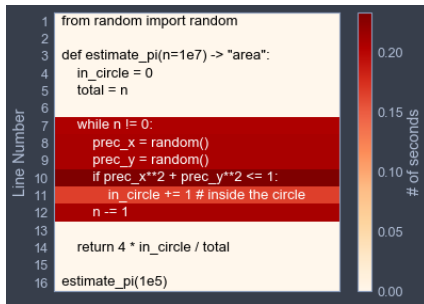 Line Number
1 from random import random
2
3 def estimate_pi(n=1e7) -> "area":
4 in_circle = 0
5 total = n
6
7 while n != 0:
8 prec_x = random()
9 prec_y = random()
10 if prec_x**2 + prec_y**2 <= 1:
11 in_circle += 1 # inside the circle
12 n -= 1
13
14 return 4 * in_circle / total
15
16 estimate_pi(1e5)
0.20
0.15
0.10
0.05
0.00
# of seconds